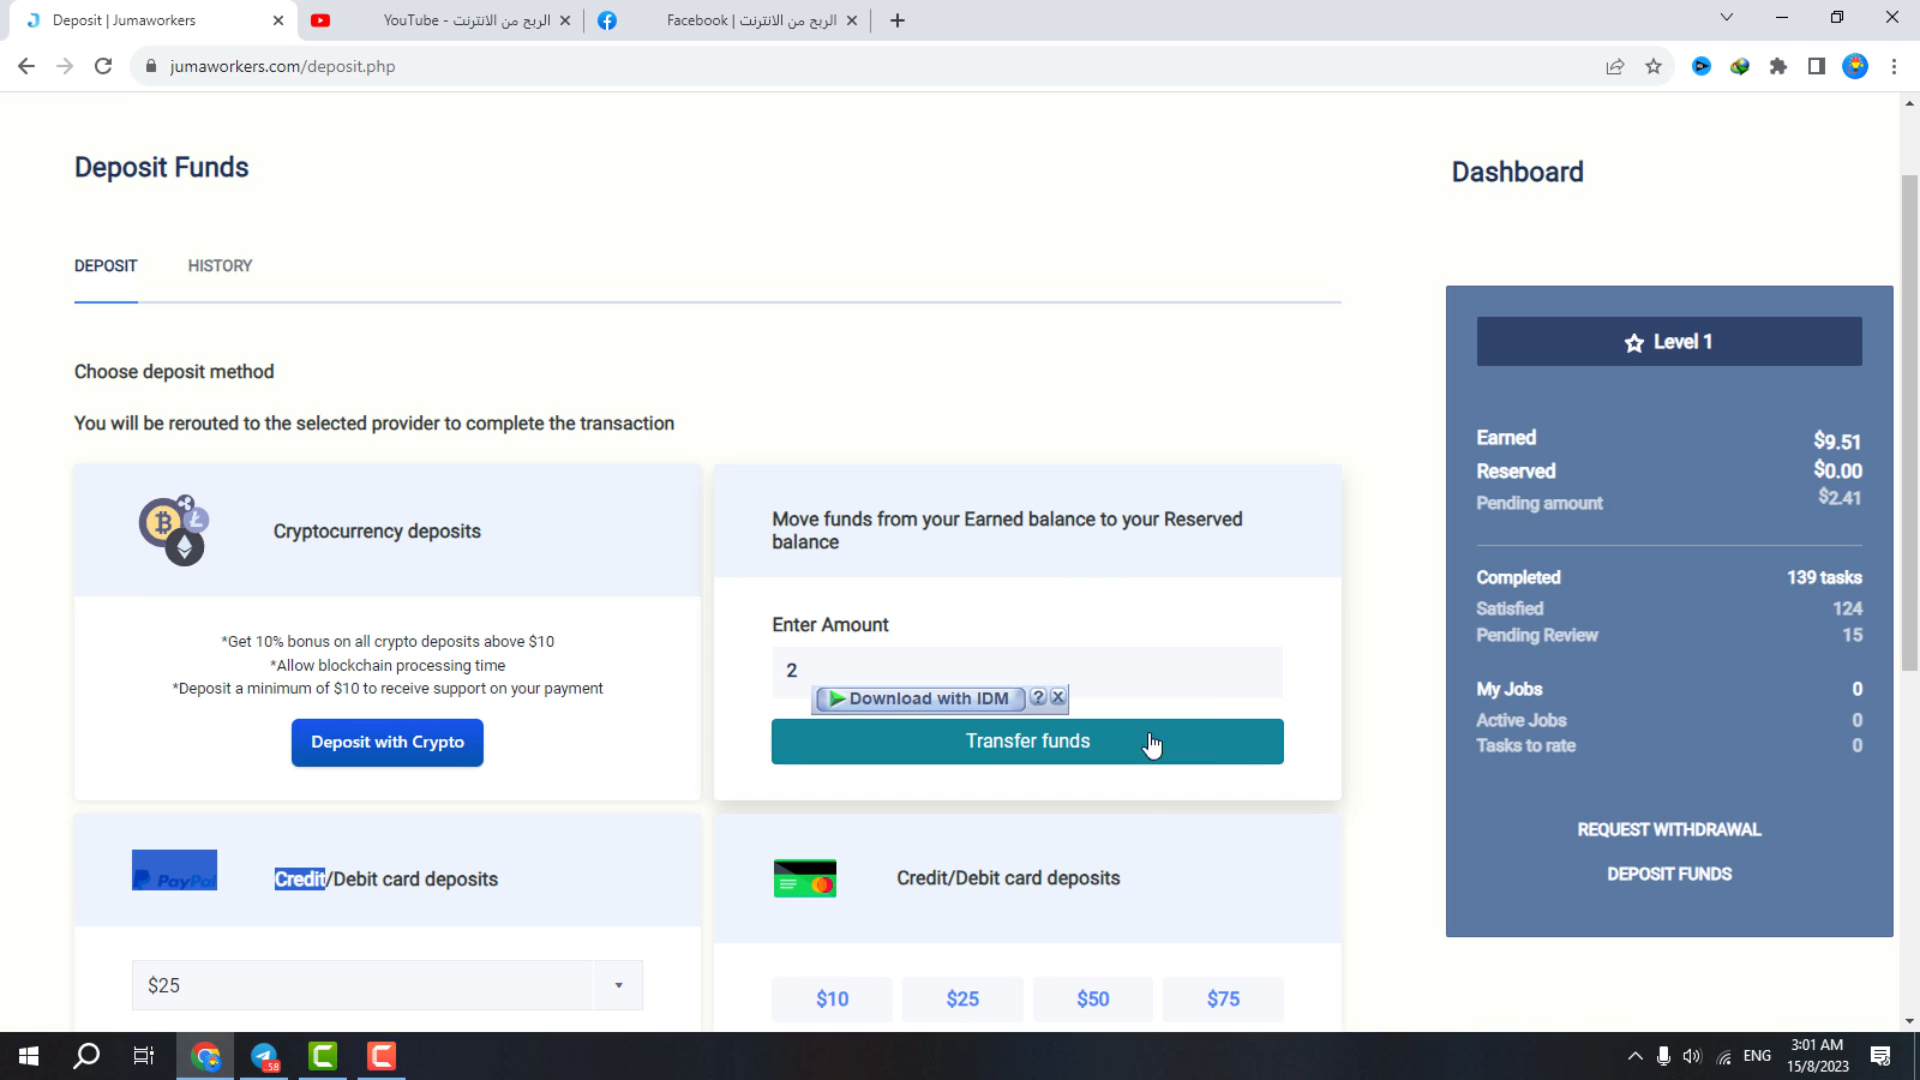 Deposit | Jumaworkers
YouTube - الربح من الانترنت
Facebook | الربح من الانترنت
jumaworkers.com/deposit.php
Deposit Funds
Dashboard
DEPOSIT
HISTORY
Choose deposit method
You will be rerouted to the selected provider to complete the transaction
Cryptocurrency deposits
*Get 10% bonus on all crypto deposits above $10
*Allow blockchain processing time
*Deposit a minimum of $10 to receive support on your payment
Deposit with Crypto
Move funds from your Earned balance to your Reserved
balance
Enter Amount
2
Download with IDM
Transfer funds
PayPal
Credit/Debit card deposits
$25
Credit/Debit card deposits
$10 $25 $50 $75
Level 1
Earned $9.51
Reserved $0.00
Pending amount $2.41
Completed 139 tasks
Satisfied 124
Pending Review 15
My Jobs 0
Active Jobs 0
Tasks to rate 0
REQUEST WITHDRAWAL
DEPOSIT FUNDS
58
ENG
3:01 AM
15/8/2023